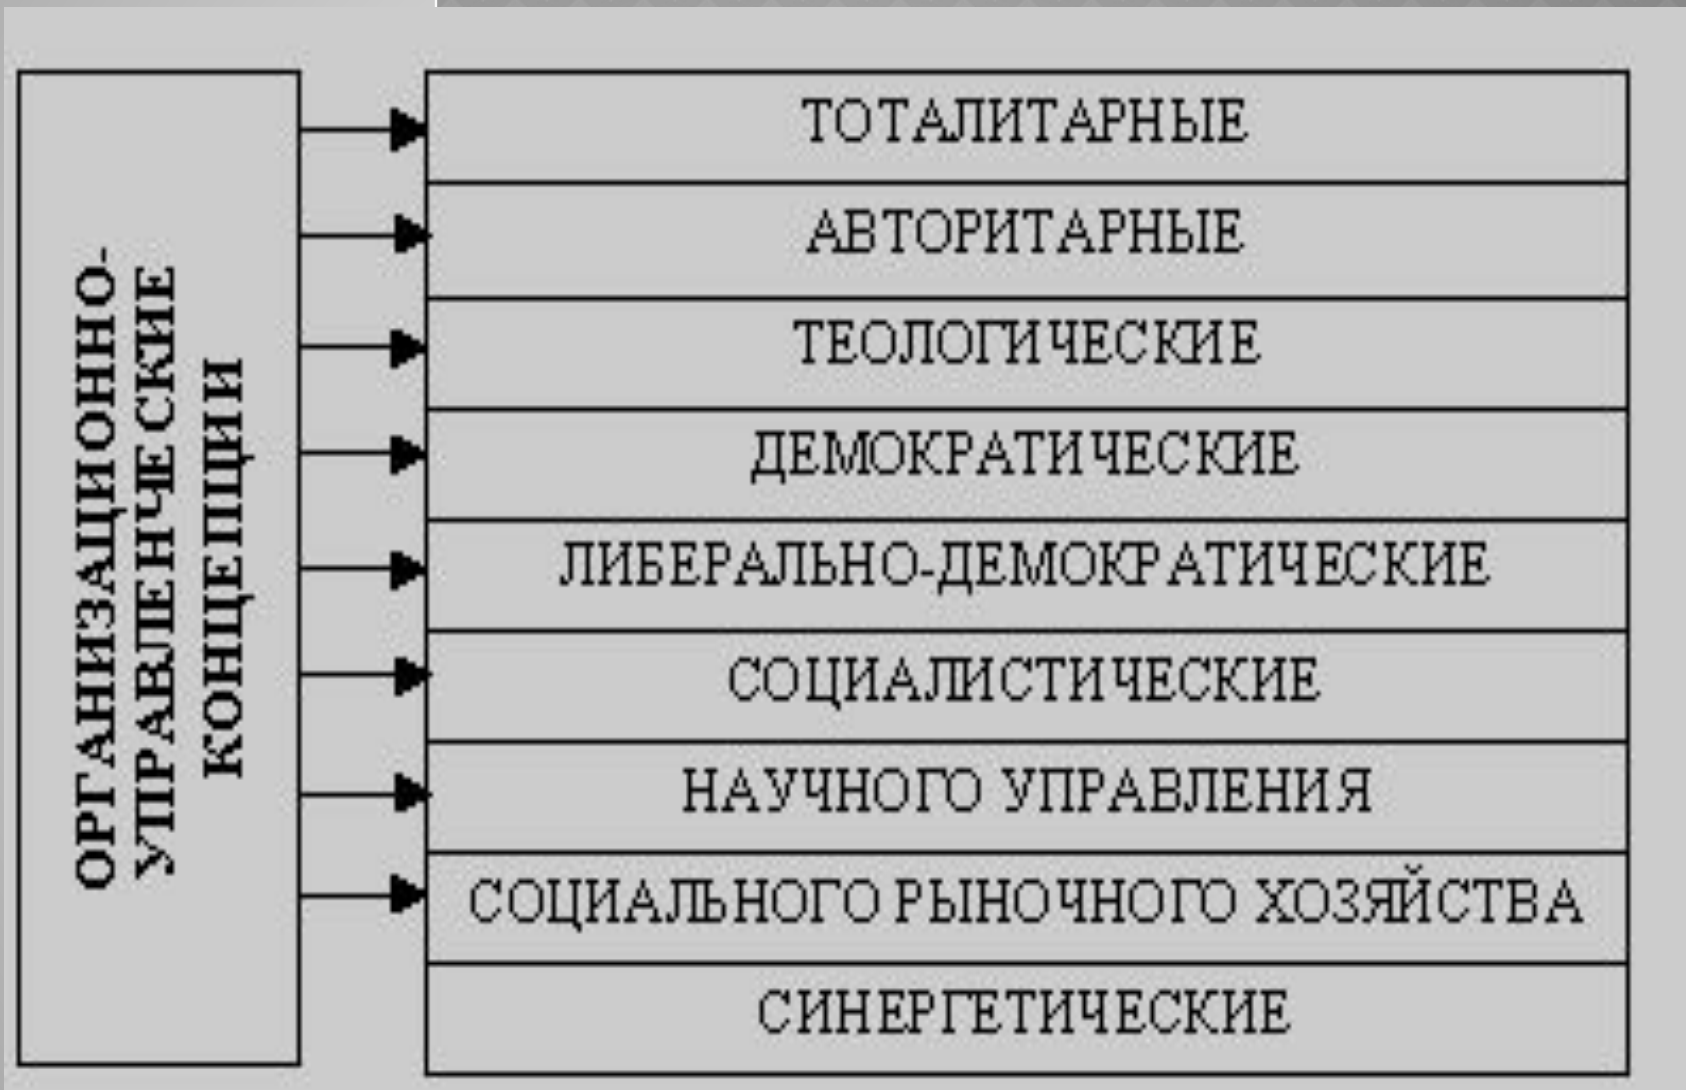 ОРГАНИЗАЦИОННО-
УПРАВЛЕНЧЕСКИЕ
КОНЦЕПЦИИ
ТОТАЛИТАРНЫЕ
АВТОРИТАРНЫЕ
ТЕОЛОГИЧЕСКИЕ
ДЕМОКРАТИЧЕСКИЕ
ЛИБЕРАЛЬНО-ДЕМОКРАТИЧЕСКИЕ
СОЦИАЛИСТИЧЕСКИЕ
НАУЧНОГО УПРАВЛЕНИЯ
СОЦИАЛЬНОГО РЫНОЧНОГО ХОЗЯЙСТВА
СИНЕРГЕТИЧЕСКИЕ